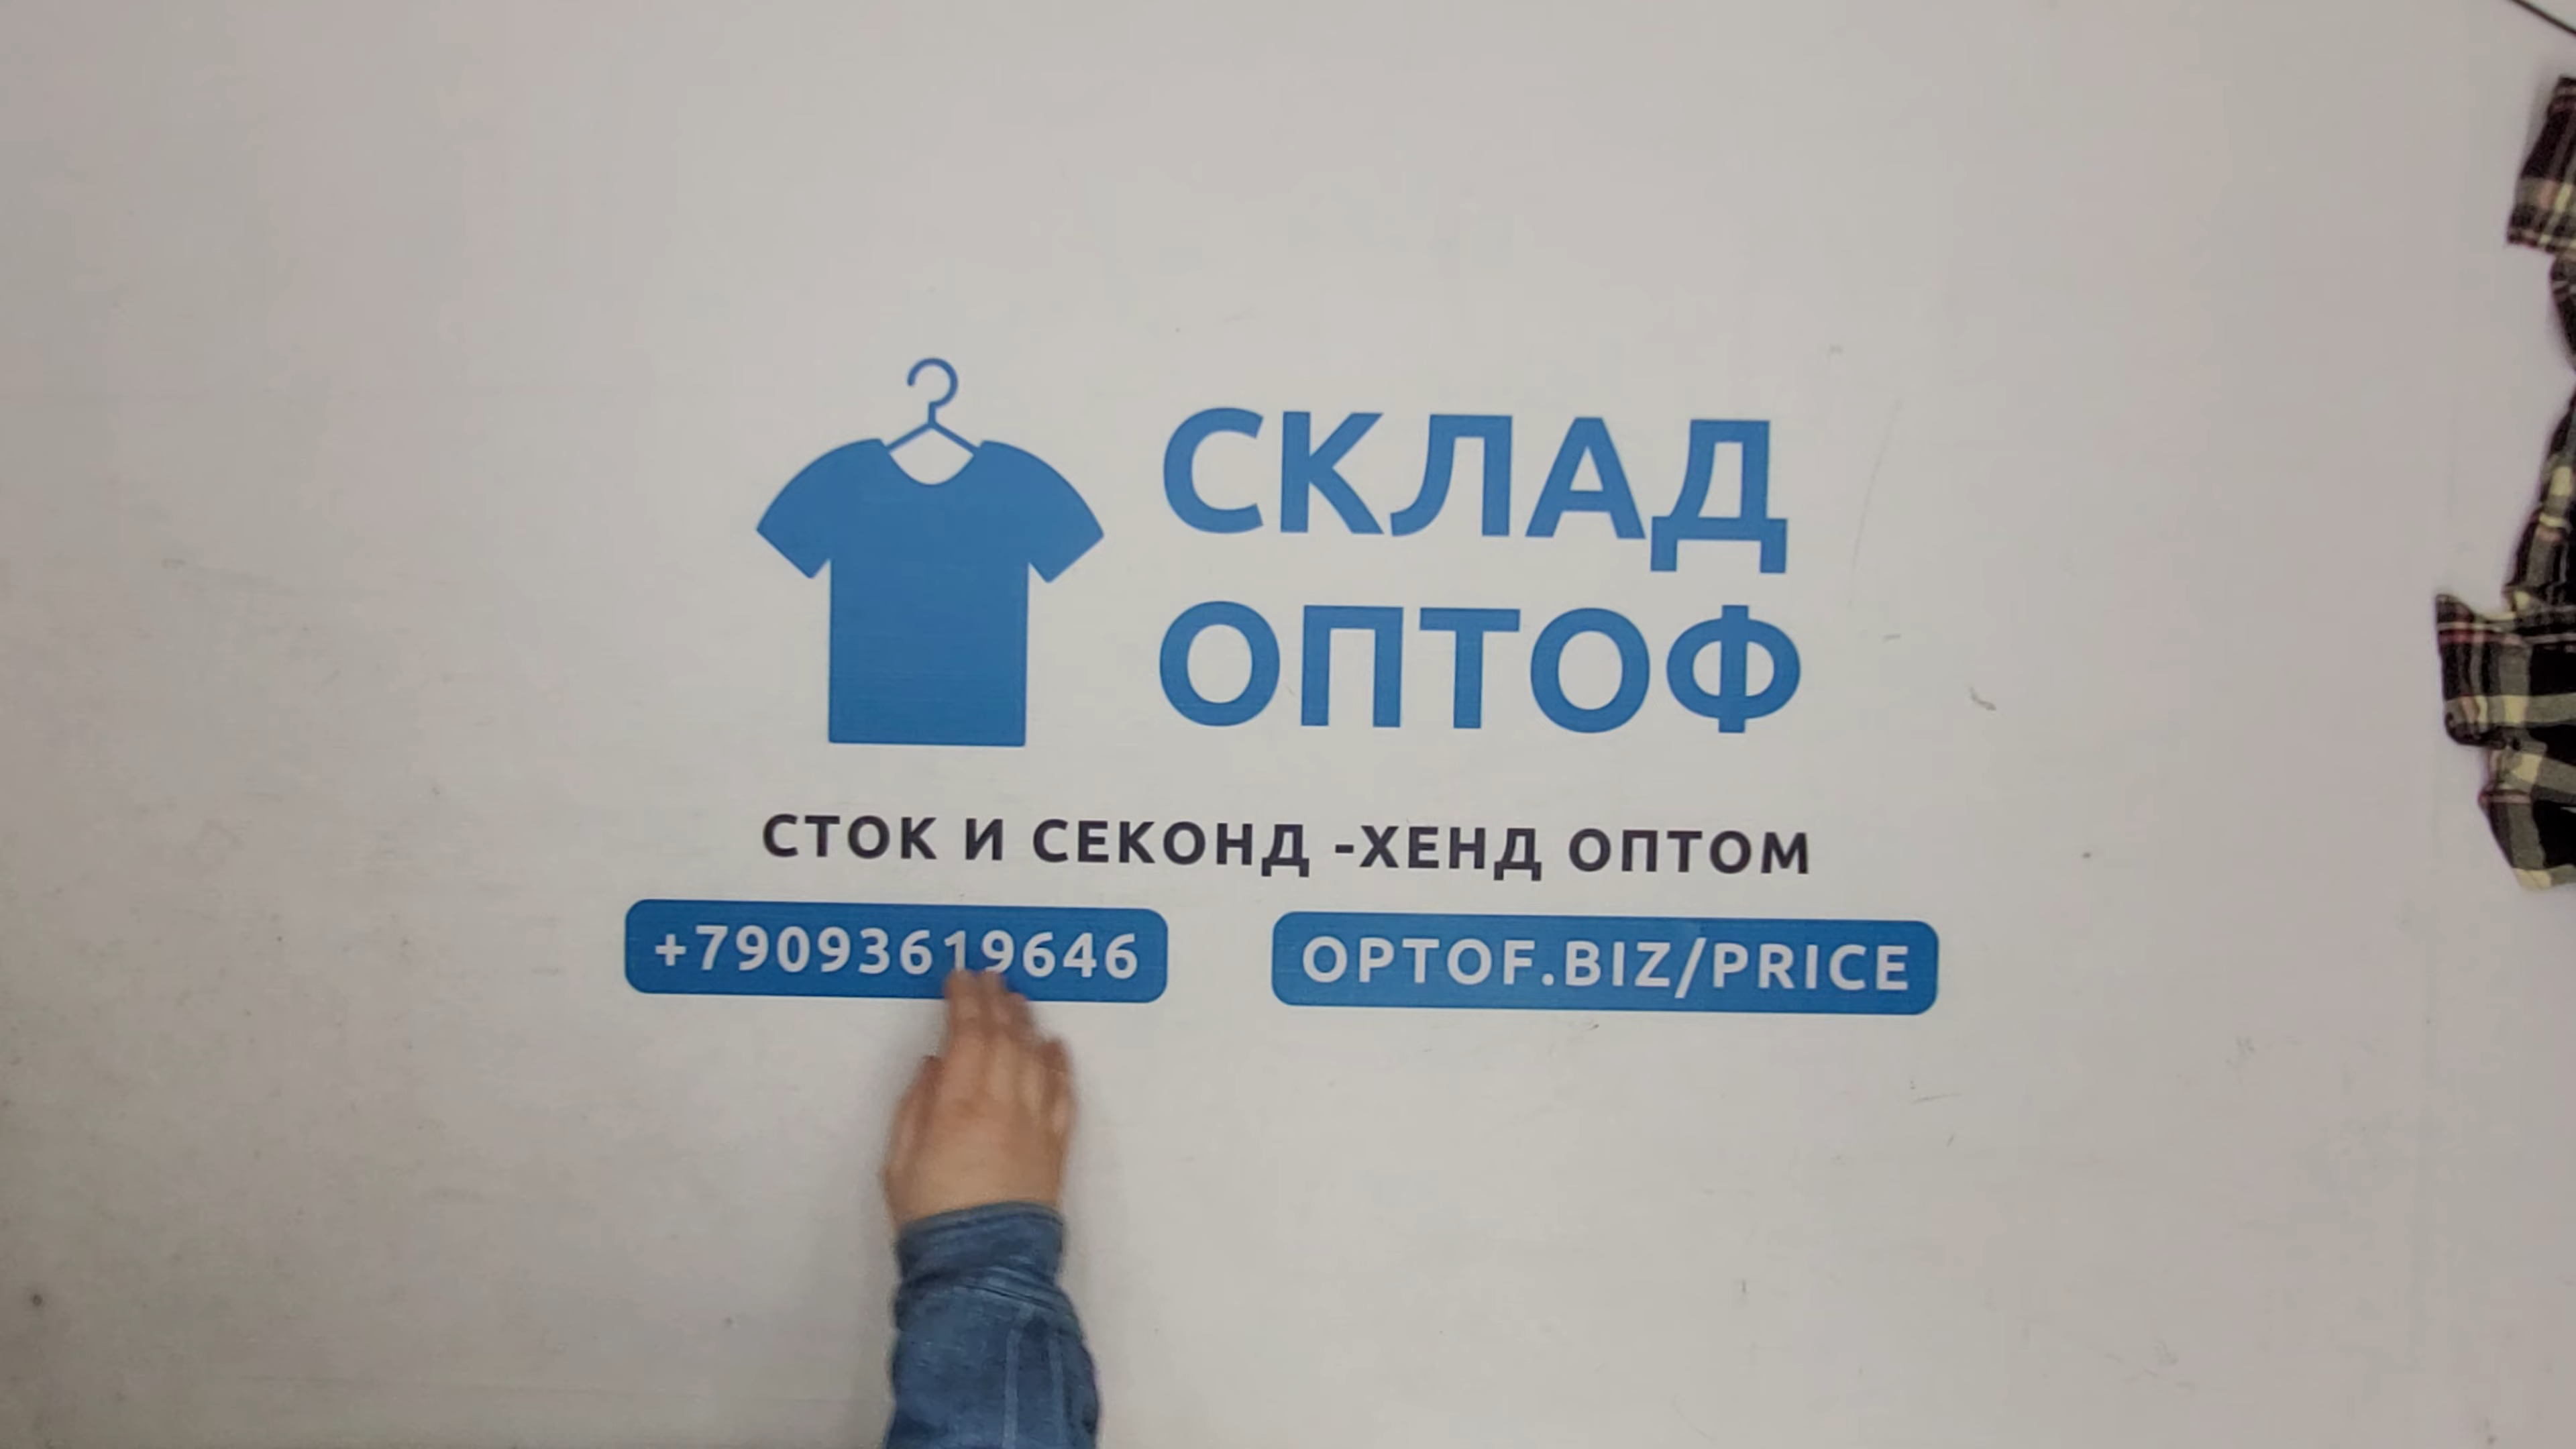 СКЛАД
ОПТОФ
СТОК И СЕКОНД -ХЕНД ОПТОМ
+79093619646
OPTOF.BIZ/PRICE